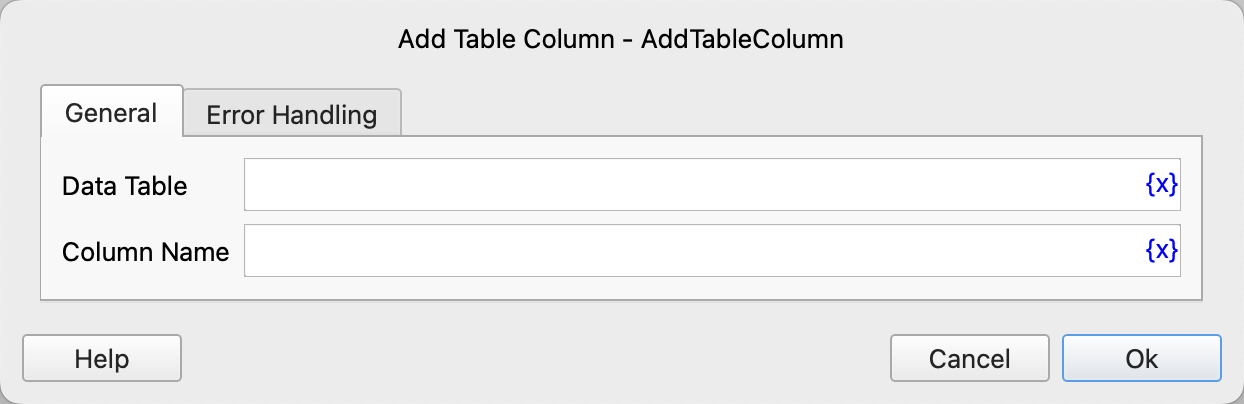 Add Table Column - AddTableColumn
General Error Handling
Data Table {x}
Column Name {x}
Help Cancel Ok